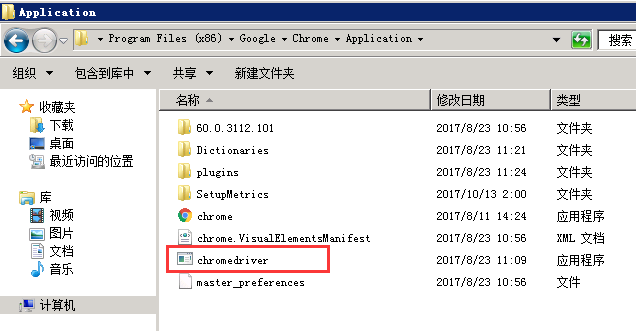 Application
Program Files (x86) Google Chrome Application 搜索
组织 包含到库中 共享 新建文件夹
收藏夹
下载
桌面
最近访问的位置
库
视频
图片
文档
音乐
计算机
名称 修改日期 类型
60.0.3112.101 2017/8/23 10:56 文件夹
Dictionaries 2017/8/23 11:21 文件夹
plugins 2017/8/23 11:24 文件夹
SetupMetrics 2017/10/13 2:00 文件夹
chrome 2017/8/11 14:24 应用程序
chrome.VisualElementsManifest 2017/8/23 10:56 XML 文档
chromedriver 2017/8/23 11:09 应用程序
master_preferences 2017/8/23 10:56 文件